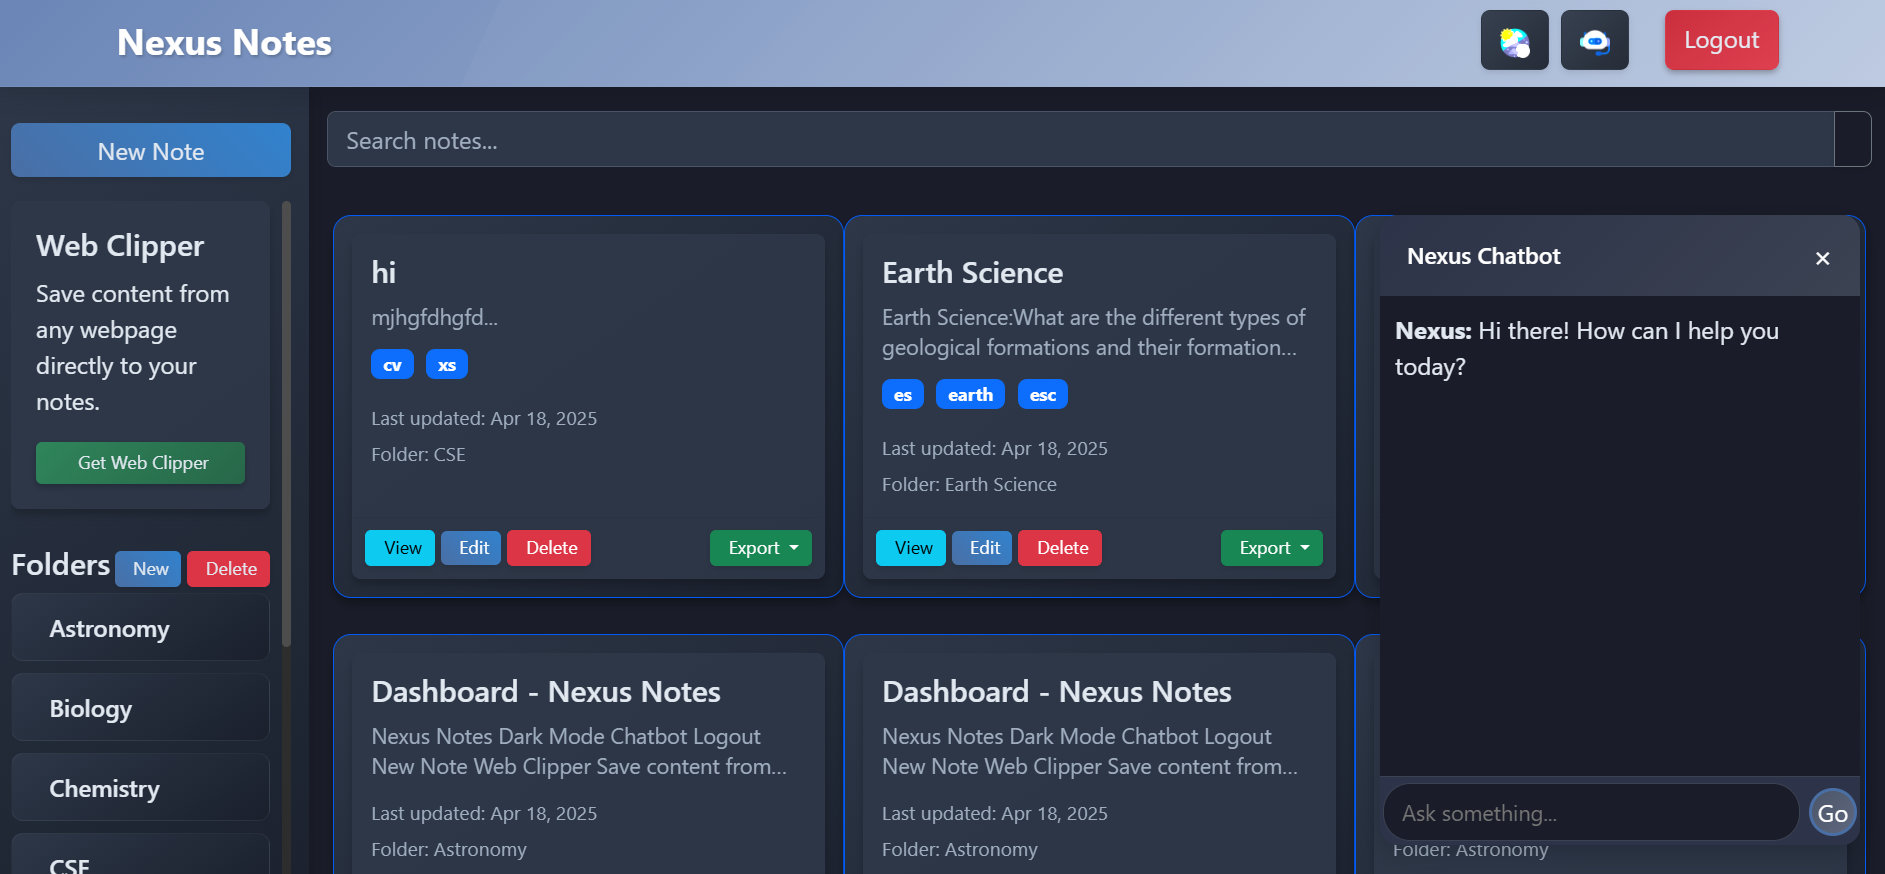 Nexus Notes
Logout
New Note
Search notes...
Web Clipper
Save content from
any webpage
directly to your
notes.
Get Web Clipper
Folders New Delete
Astronomy
Biology
Chemistry
CSE
hi
mjhgfdhgfd...
cv xs
Last updated: Apr 18, 2025
Folder: CSE
View Edit Delete Export
Earth Science
Earth Science:What are the different types of
geological formations and their formation...
es earth esc
Last updated: Apr 18, 2025
Folder: Earth Science
View Edit Delete Export
Dashboard - Nexus Notes
Nexus Notes Dark Mode Chatbot Logout
New Note Web Clipper Save content from...
Last updated: Apr 18, 2025
Folder: Astronomy
Dashboard - Nexus Notes
Nexus Notes Dark Mode Chatbot Logout
New Note Web Clipper Save content from...
Last updated: Apr 18, 2025
Folder: Astronomy
Nexus Chatbot ×
Nexus: Hi there! How can I help you
today?
Ask something... Go
Folder: Astronomy